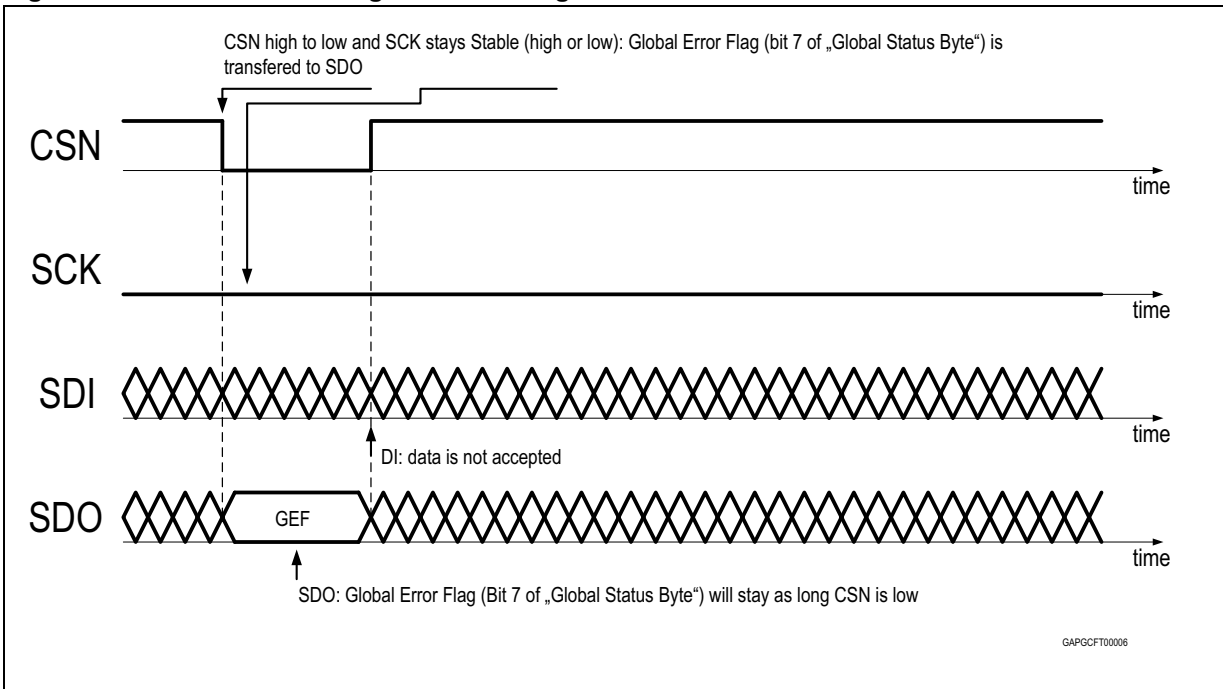 CSN high to low and SCK stays Stable (high or low): Global Error Flag (bit 7 of „Global Status Byte“) is
transfered to SDO
CSN
time
SCK
time
SDI
time
DI: data is not accepted
SDO
GEF
time
SDO: Global Error Flag (Bit 7 of „Global Status Byte“) will stay as long CSN is low
GAPGCFT00006